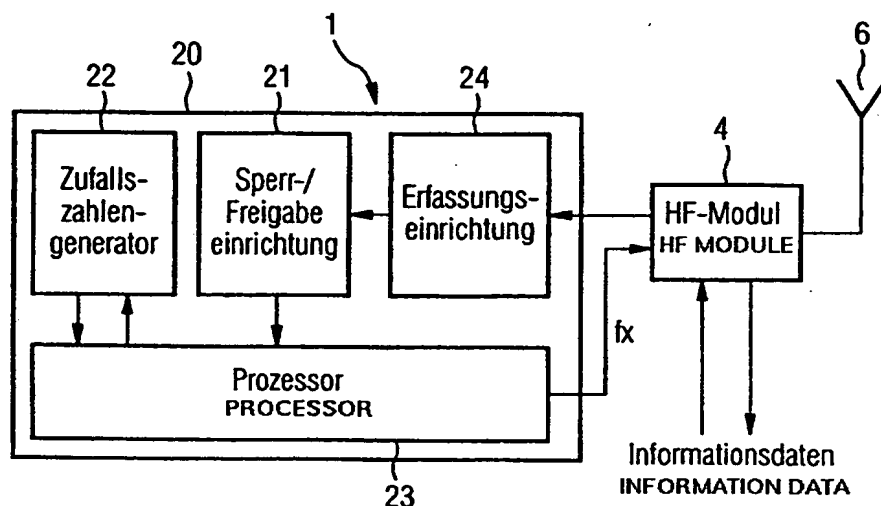 1
20
22
21
24
6
4
Zufalls-
zahlen-
generator
Sperr-/
Freigabe
einrichtung
Erfassungs-
einrichtung
HF-Modul
HF MODULE
fx
Prozessor
PROCESSOR
23
Informationsdaten
INFORMATION DATA